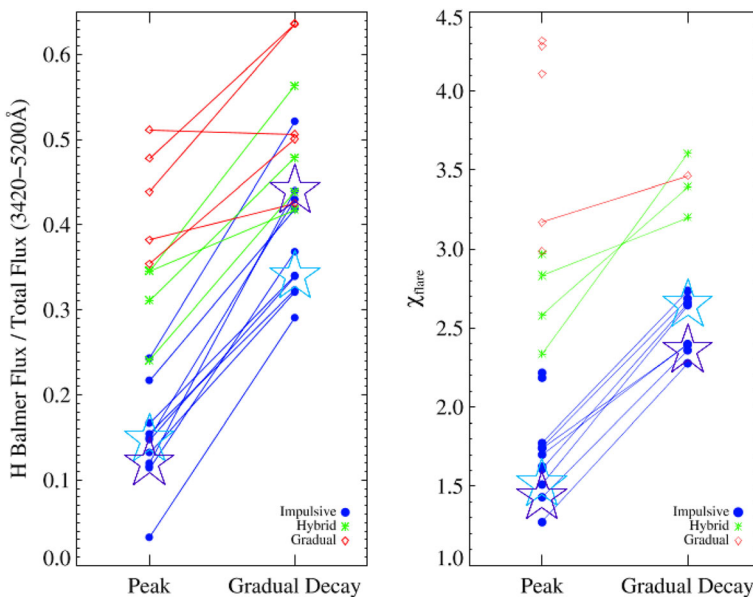 H Balmer Flux / Total Flux (3420–5200Å)
0.6
0.5
0.4
0.3
0.2
0.1
0.0
Impulsive
Hybrid
Gradual
Peak
Gradual Decay
χflare
4.5
4.0
3.5
3.0
2.5
2.0
1.5
1.0
Impulsive
Hybrid
Gradual
Peak
Gradual Decay